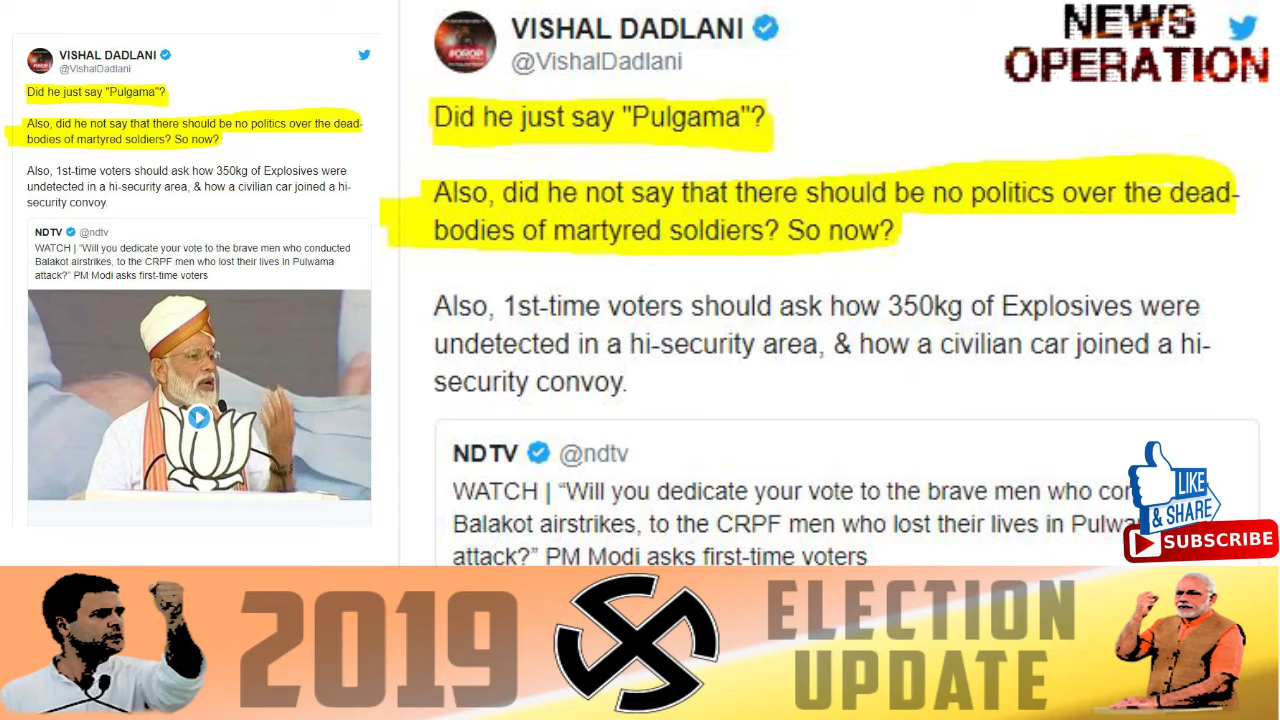 VISHAL DADLANI
@VishalDadlani
Did he just say "Pulgama"?
Also, did he not say that there should be no politics over the dead-
bodies of martyred soldiers? So now?
Also, 1st-time voters should ask how 350kg of Explosives were
undetected in a hi-security area, & how a civilian car joined a hi-
security convoy.
NDTV @ndtv
WATCH | “Will you dedicate your vote to the brave men who conducted
Balakot airstrikes, to the CRPF men who lost their lives in Pulwama
attack?” PM Modi asks first-time voters
VISHAL DADLANI
@VishalDadlani
Did he just say "Pulgama"?
Also, did he not say that there should be no politics over the dead-
bodies of martyred soldiers? So now?
Also, 1st-time voters should ask how 350kg of Explosives were
undetected in a hi-security area, & how a civilian car joined a hi-
security convoy.
NDTV @ndtv
WATCH | “Will you dedicate your vote to the brave men who con
Balakot airstrikes, to the CRPF men who lost their lives in Pulwa
attack?” PM Modi asks first-time voters
NEWS
OPERATION
LIKE
& SHARE
SUBSCRIBE
2019
ELECTION
UPDATE